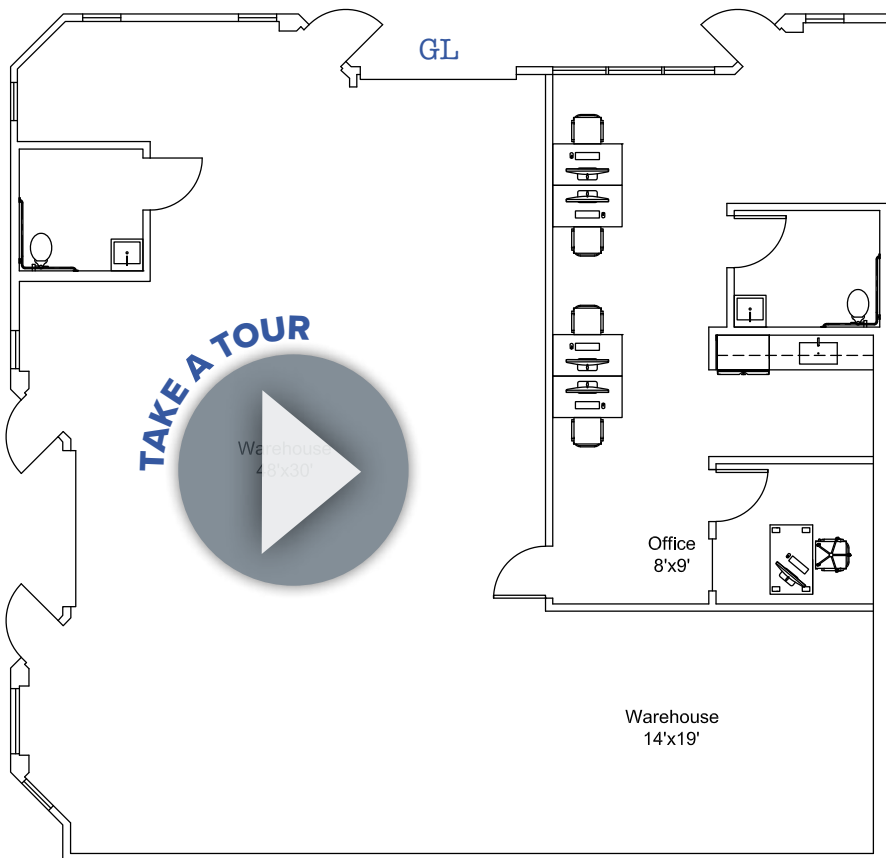 GL
TAKE A TOUR
Warehouse
48'x30'
Office
8'x9'
Warehouse
14'x19'